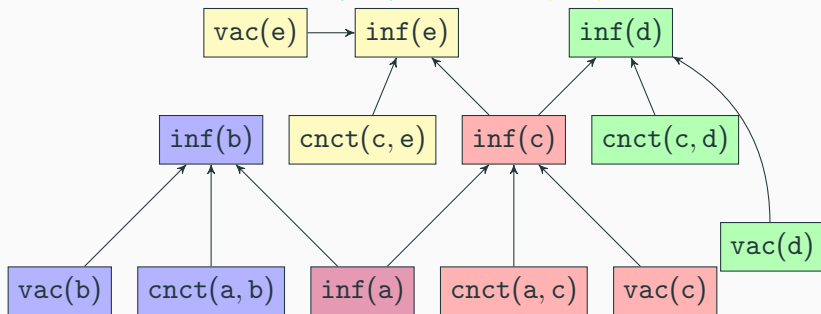 vac(e)
inf(e)
inf(d)
inf(b)
cnct(c, e)
inf(c)
cnct(c, d)
vac(d)
vac(b)
cnct(a, b)
inf(a)
cnct(a, c)
vac(c)